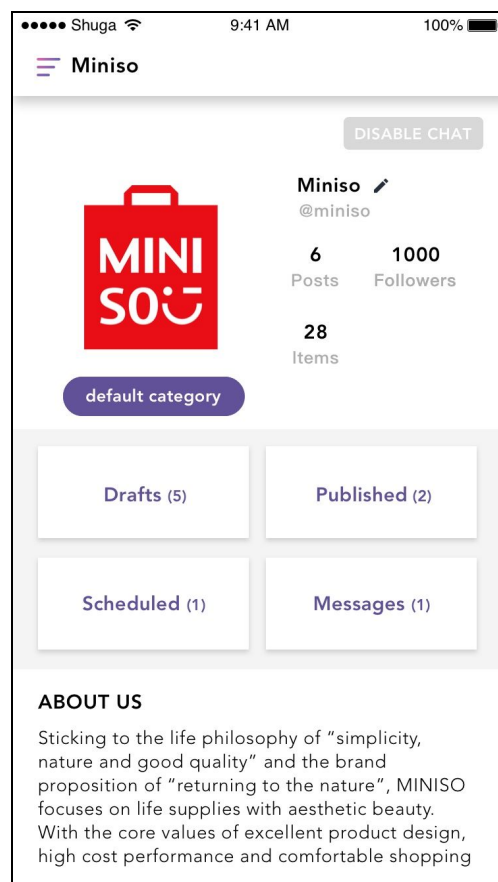 ●●●●● Shuga 9:41 AM 100%
Miniso
DISABLE CHAT
MINI
SO
Miniso
@miniso
6 1000
Posts Followers
28
Items
default category
Drafts (5) Published (2)
Scheduled (1) Messages (1)
ABOUT US
Sticking to the life philosophy of “simplicity,
nature and good quality” and the brand
proposition of “returning to the nature”, MINISO
focuses on life supplies with aesthetic beauty.
With the core values of excellent product design,
high cost performance and comfortable shopping